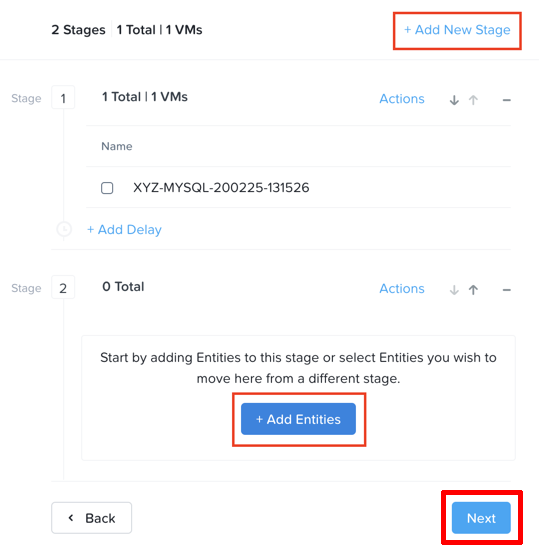 2 Stages 1 Total | 1 VMs + Add New Stage
Stage 1 1 Total | 1 VMs Actions
Name
XYZ-MYSQL-200225-131526
+ Add Delay
Stage 2 0 Total Actions
Start by adding Entities to this stage or select Entities you wish to
move here from a different stage.
+ Add Entities
Back Next